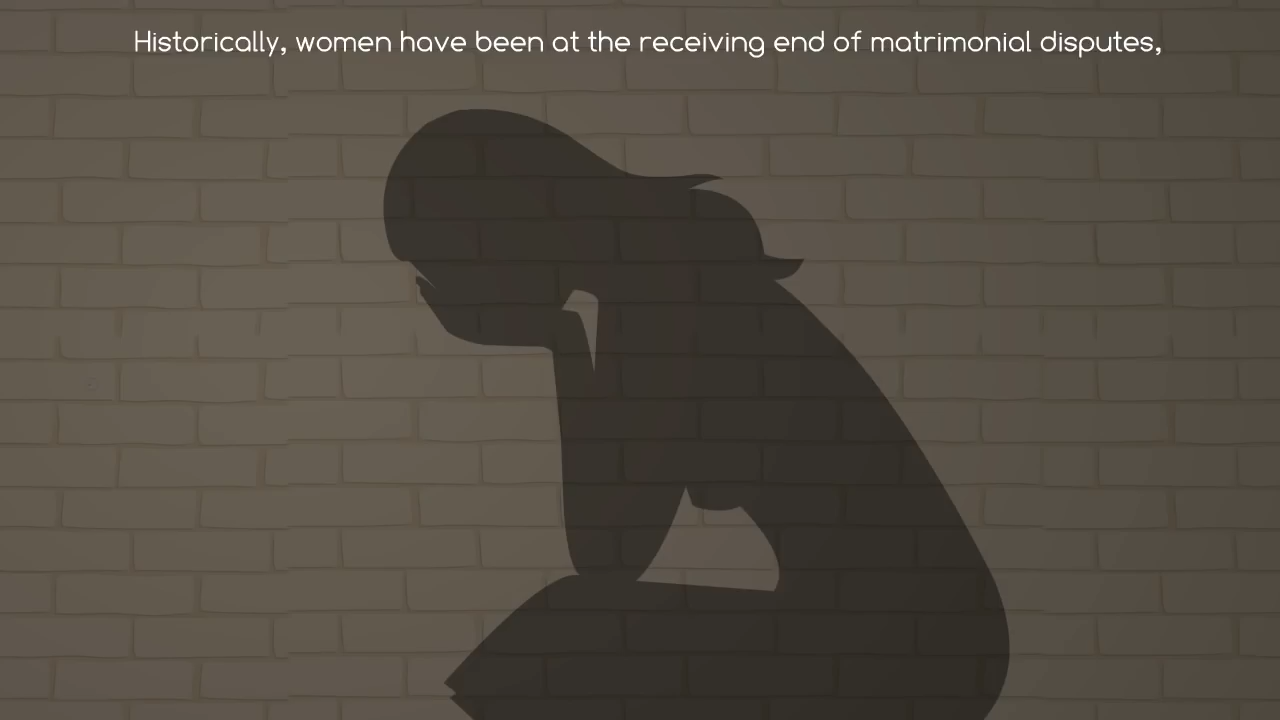 Historically, women have been at the receiving end of matrimonial disputes,